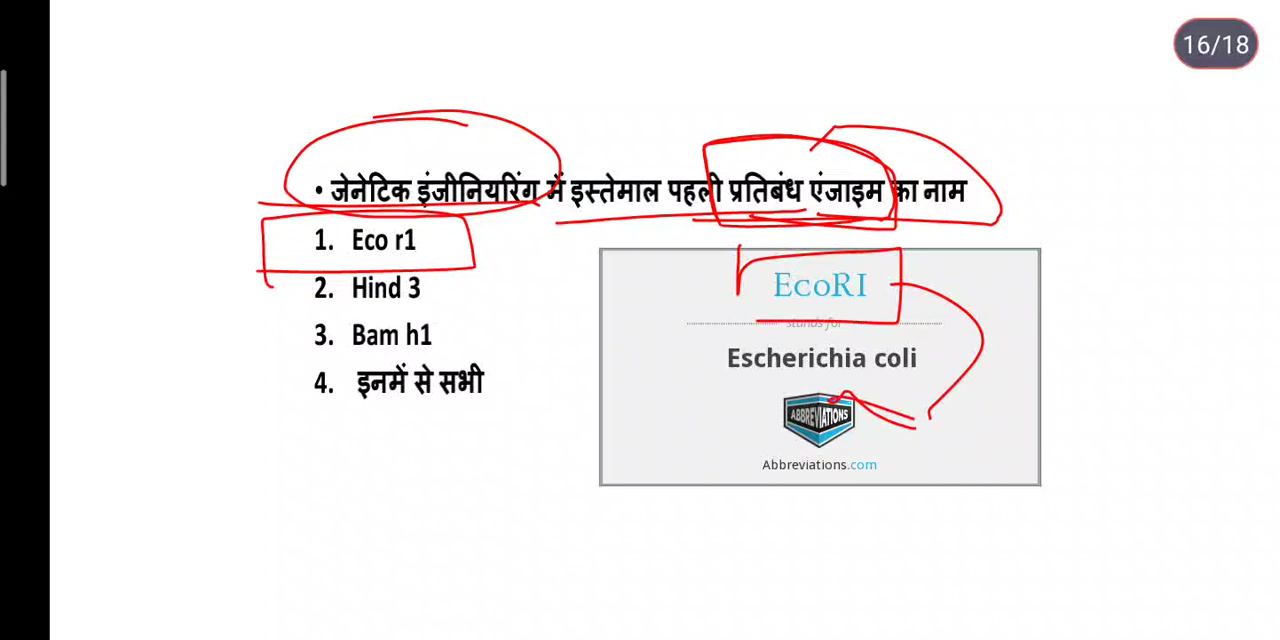 16/18
• जेनेटिक इंजीनियरिंग में इस्तेमाल पहली प्रतिबंध एंजाइम का नाम
1. Eco r1
2. Hind 3
3. Bam h1
4. इनमें से सभी
EcoRI
stands for
Escherichia coli
ABBREVIATIONS
Abbreviations.com